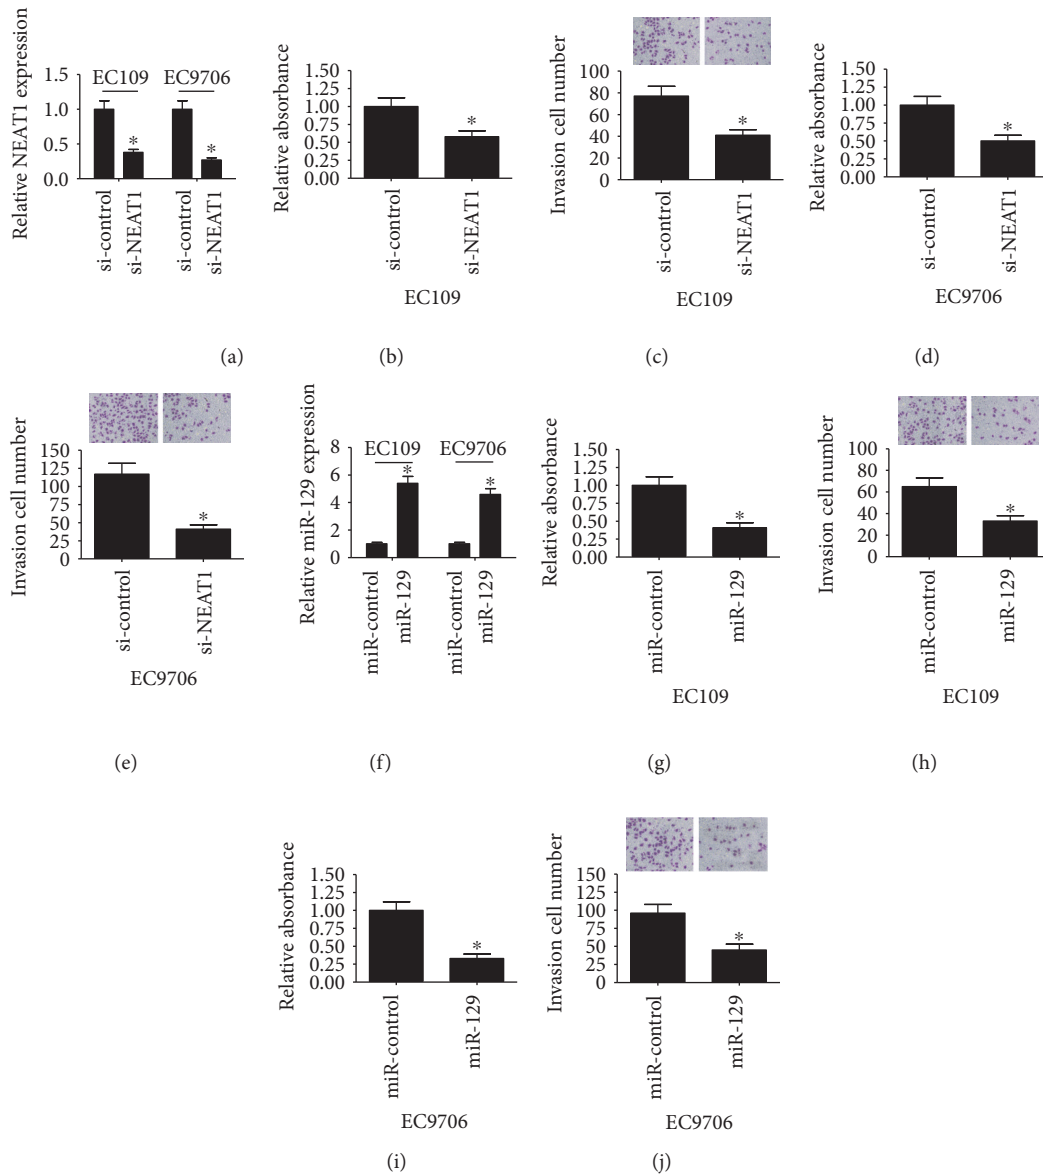 Relative NEAT1 expression
1.5
1.0
0.5
0.0
EC109
EC9706
*
*
si-control
si-NEAT1
si-control
si-NEAT1
(a)
Relative absorbance
1.50
1.25
1.00
0.75
0.50
0.25
0.00
*
si-control
si-NEAT1
EC109
(b)
Invasion cell number
100
80
60
40
20
0
*
si-control
si-NEAT1
EC109
(c)
Relative absorbance
1.50
1.25
1.00
0.75
0.50
0.25
0.00
*
si-control
si-NEAT1
EC9706
(d)
Invasion cell number
150
125
100
75
50
25
0
*
si-control
si-NEAT1
EC9706
(e)
Relative miR-129 expression
8
6
4
2
0
EC109
EC9706
*
*
miR-control
miR-129
miR-control
miR-129
(f)
Relative absorbance
1.50
1.25
1.00
0.75
0.50
0.25
0.00
*
miR-control
miR-129
EC109
(g)
Invasion cell number
100
80
60
40
20
0
*
miR-control
miR-129
EC109
(h)
Relative absorbance
1.50
1.25
1.00
0.75
0.50
0.25
0.00
*
miR-control
miR-129
EC9706
(i)
Invasion cell number
150
125
100
75
50
25
0
*
miR-control
miR-129
EC9706
(j)